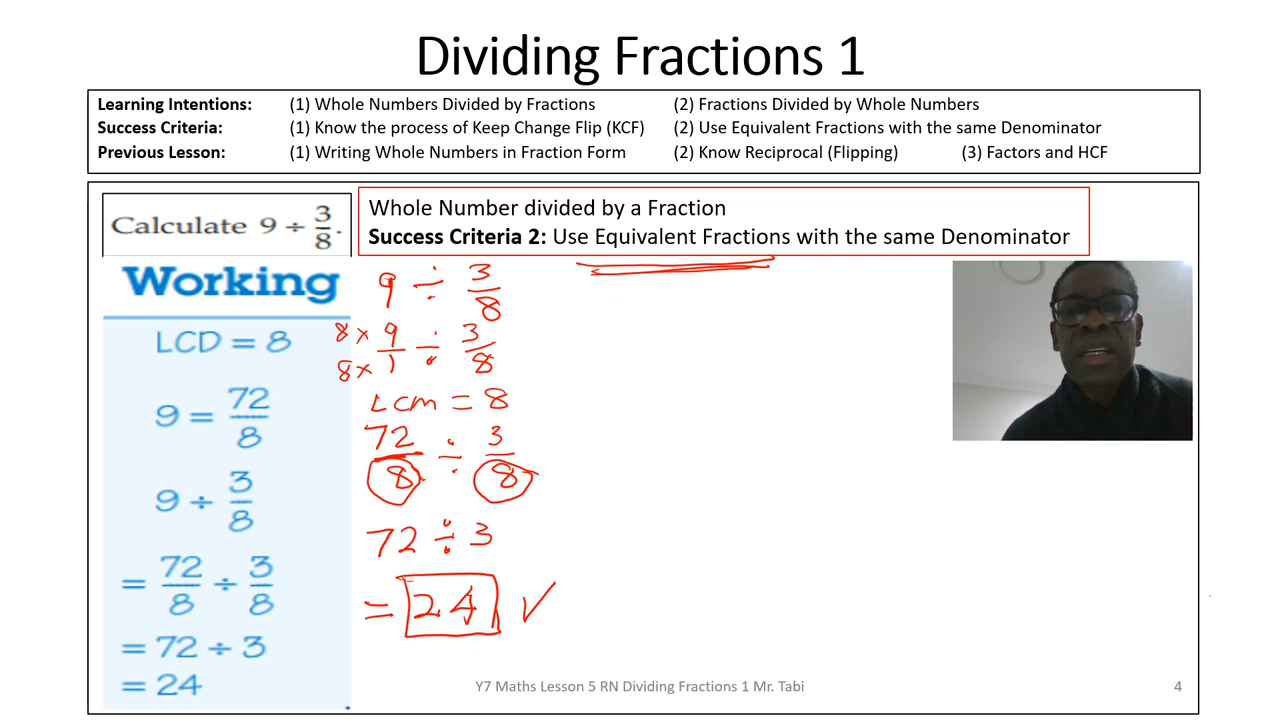 Dividing Fractions 1
Learning Intentions: (1) Whole Numbers Divided by Fractions (2) Fractions Divided by Whole Numbers
Success Criteria: (1) Know the process of Keep Change Flip (KCF) (2) Use Equivalent Fractions with the same Denominator
Previous Lesson: (1) Writing Whole Numbers in Fraction Form (2) Know Reciprocal (Flipping) (3) Factors and HCF
Calculate 9 ÷ 3/8.
Whole Number divided by a Fraction
Success Criteria 2: Use Equivalent Fractions with the same Denominator
Working
LCD = 8
9 = 72/8
9 ÷ 3/8
= 72/8 ÷ 3/8
= 72 ÷ 3
= 24
9 ÷ 3/8
8 × 9 / 8 × 1 ÷ 3/8
LCM = 8
72/8 ÷ 3/8
72 ÷ 3
= 24 ✓
Y7 Maths Lesson 5 RN Dividing Fractions 1 Mr. Tabi
4